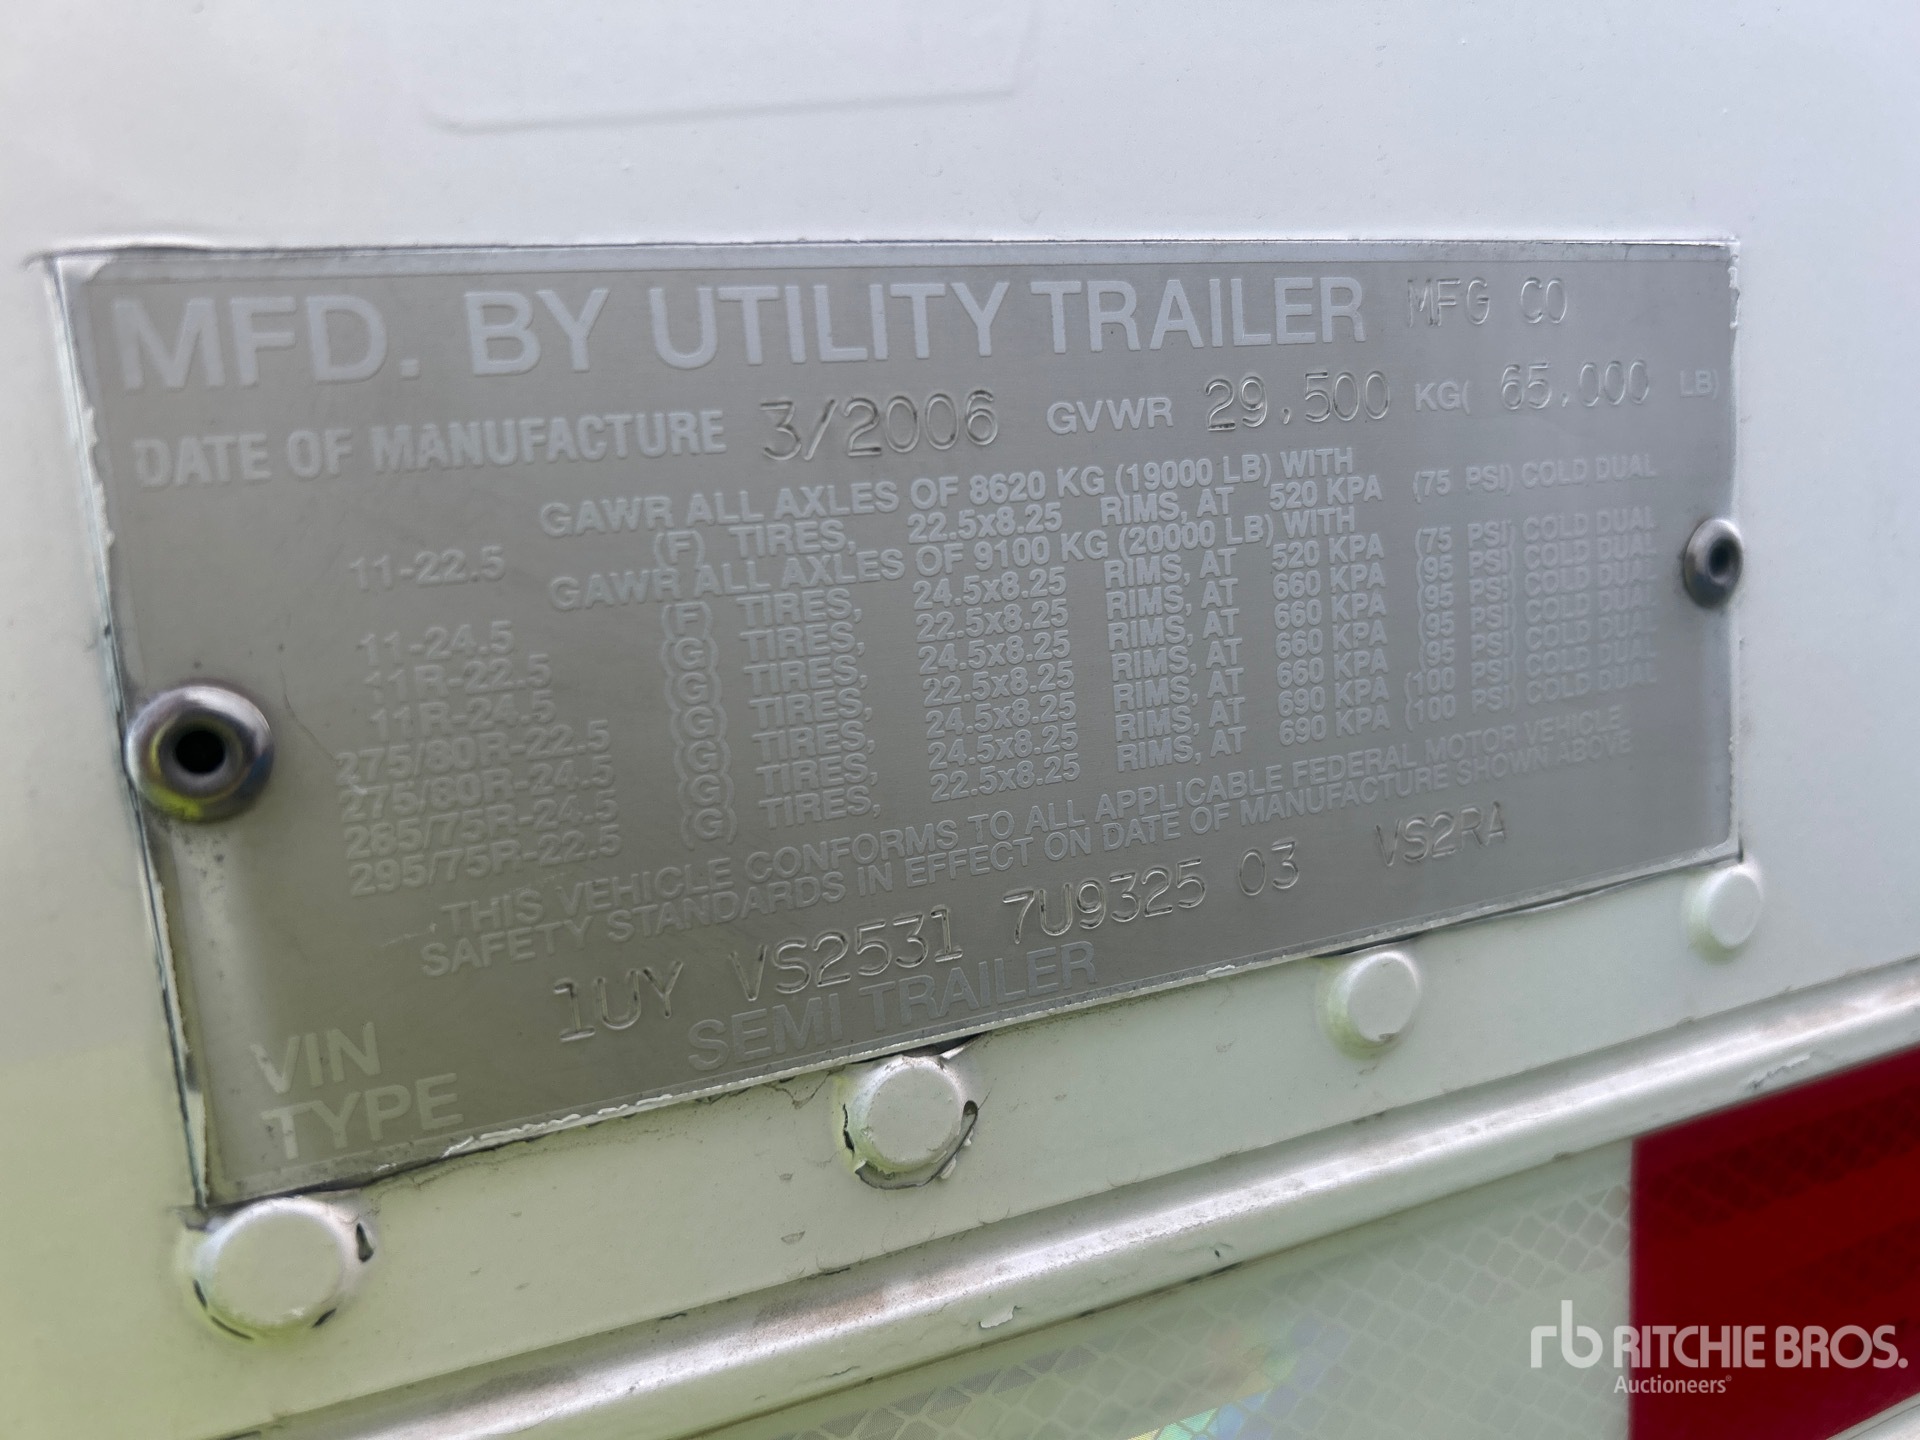 MFD. BY UTILITY TRAILER MFG CO
DATE OF MANUFACTURE 3/2006 GVWR 29,500 KG( 65,000 LB)
GAWR ALL AXLES OF 8620 KG (19000 LB) WITH
11-22.5 (F) TIRES, 22.5x8.25 RIMS, AT 520 KPA (75 PSI) COLD DUAL
GAWR ALL AXLES OF 9100 KG (20000 LB) WITH
11-24.5 (F) TIRES, 24.5x8.25 RIMS, AT 520 KPA (75 PSI) COLD DUAL
11R-22.5 (G) TIRES, 22.5x8.25 RIMS, AT 660 KPA (95 PSI) COLD DUAL
11R-24.5 (G) TIRES, 24.5x8.25 RIMS, AT 660 KPA (95 PSI) COLD DUAL
275/80R-22.5 (G) TIRES, 22.5x8.25 RIMS, AT 660 KPA (95 PSI) COLD DUAL
275/80R-24.5 (G) TIRES, 24.5x8.25 RIMS, AT 660 KPA (95 PSI) COLD DUAL
285/75R-24.5 (G) TIRES, 24.5x8.25 RIMS, AT 690 KPA (100 PSI) COLD DUAL
295/75R-22.5 (G) TIRES, 22.5x8.25 RIMS, AT 690 KPA (100 PSI) COLD DUAL
THIS VEHICLE CONFORMS TO ALL APPLICABLE FEDERAL MOTOR VEHICLE
SAFETY STANDARDS IN EFFECT ON DATE OF MANUFACTURE SHOWN ABOVE
VIN 1UY VS2531 7U9325 03 VS2RA
TYPE SEMI TRAILER
rb RITCHIE BROS.
Auctioneers®